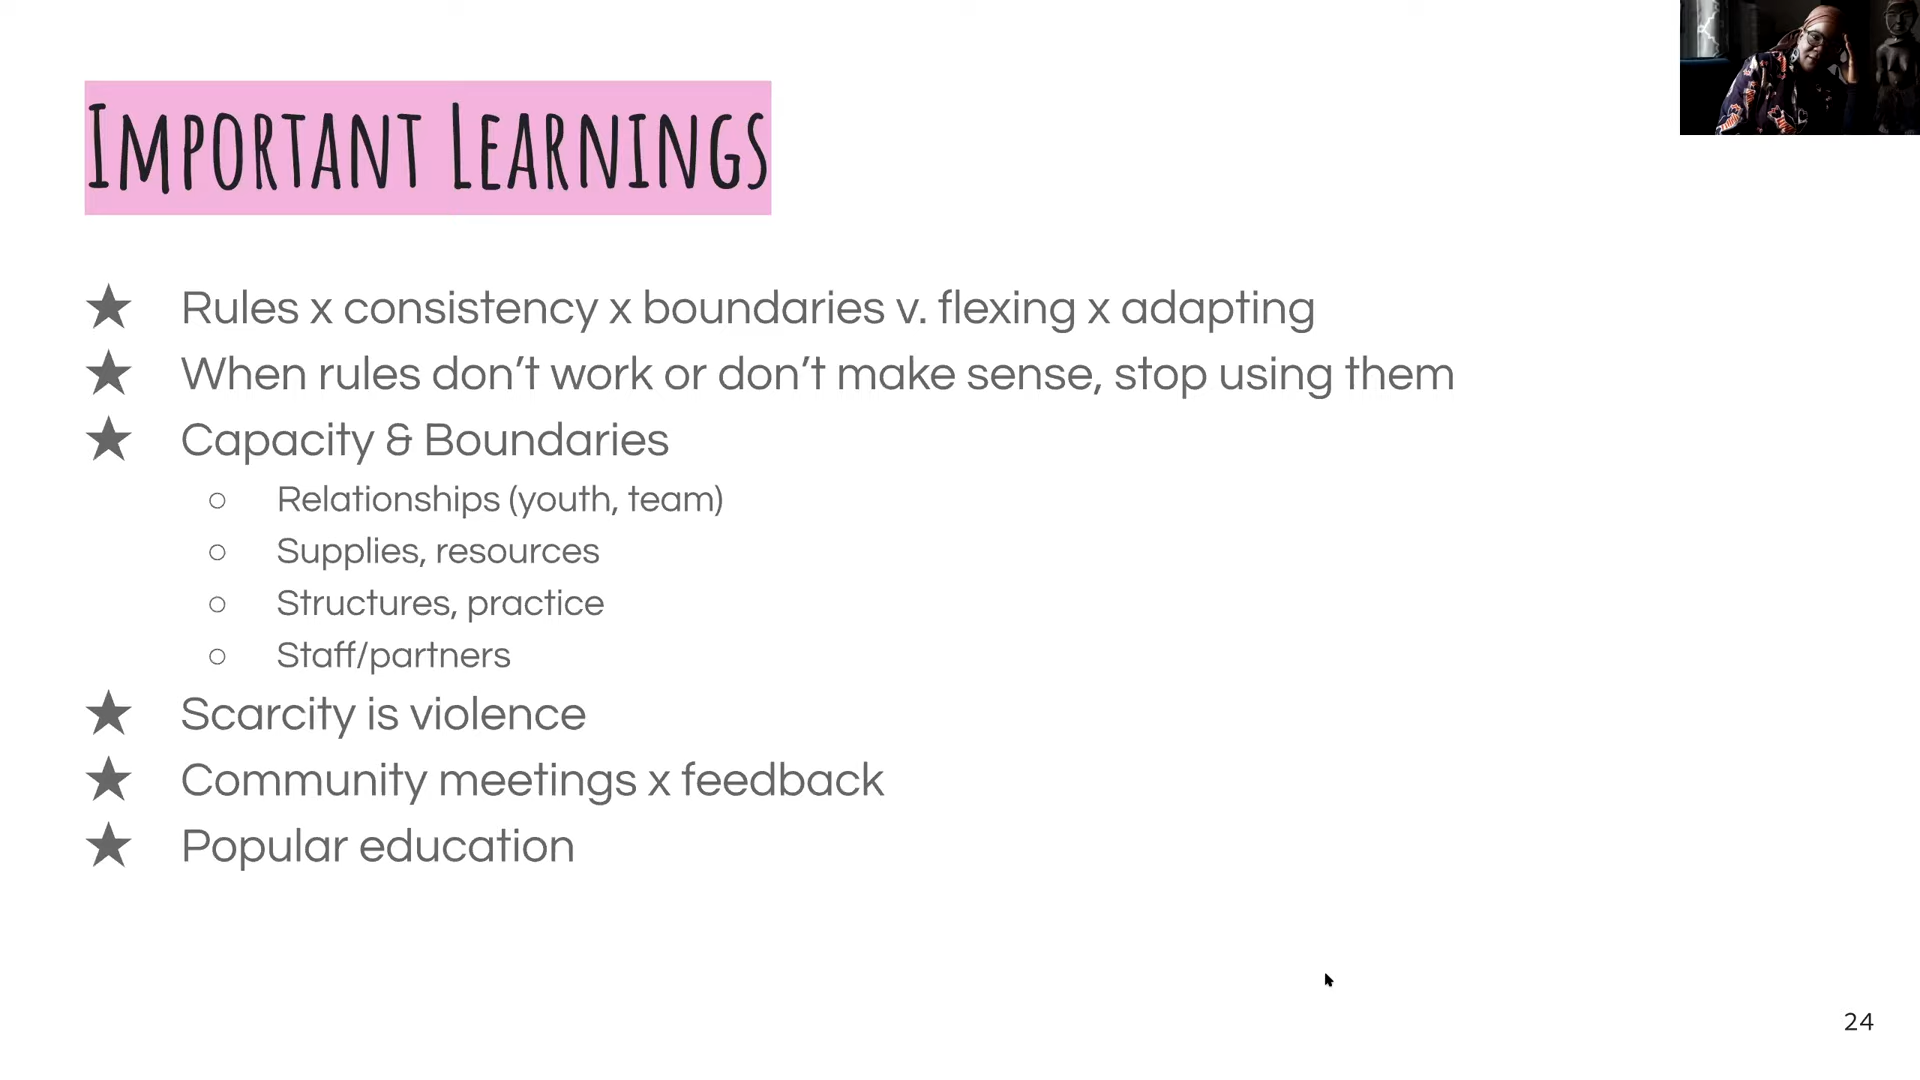 Important Learnings
★ Rules x consistency x boundaries v. flexing x adapting
★ When rules don’t work or don’t make sense, stop using them
★ Capacity & Boundaries
○ Relationships (youth, team)
○ Supplies, resources
○ Structures, practice
○ Staff/partners
★ Scarcity is violence
★ Community meetings x feedback
★ Popular education
24